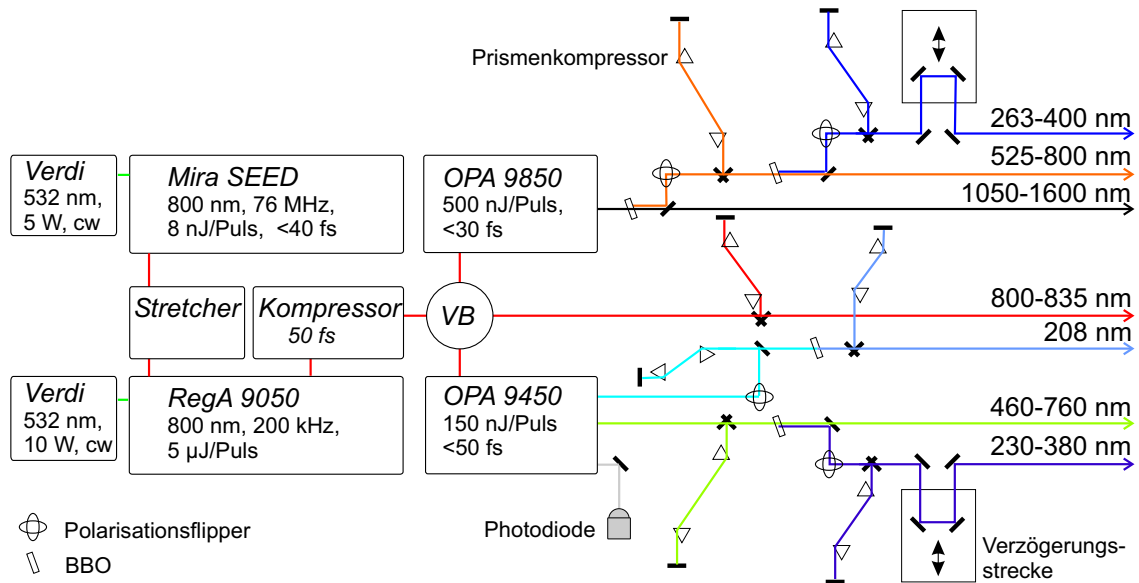 Prismenkompressor
263-400 nm
525-800 nm
1050-1600 nm
Verdi
532 nm,
5 W, cw
Mira SEED
800 nm, 76 MHz,
8 nJ/Puls, <40 fs
OPA 9850
500 nJ/Puls,
<30 fs
Stretcher
Kompressor
50 fs
VB
800-835 nm
208 nm
Verdi
532 nm,
10 W, cw
RegA 9050
800 nm, 200 kHz,
5 µJ/Puls
OPA 9450
150 nJ/Puls
<50 fs
460-760 nm
230-380 nm
Polarisationsflipper
BBO
Photodiode
Verzögerungs-
strecke